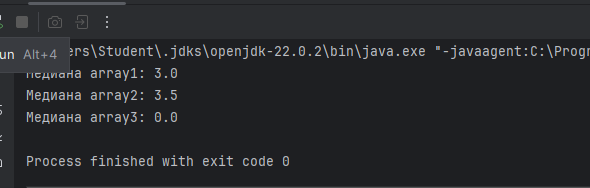 un Alt+4
ers\Student\.jdks\openjdk-22.0.2\bin\java.exe "-javaagent:C:\Progr
Медиана array1: 3.0
Медиана array2: 3.5
Медиана array3: 0.0
Process finished with exit code 0